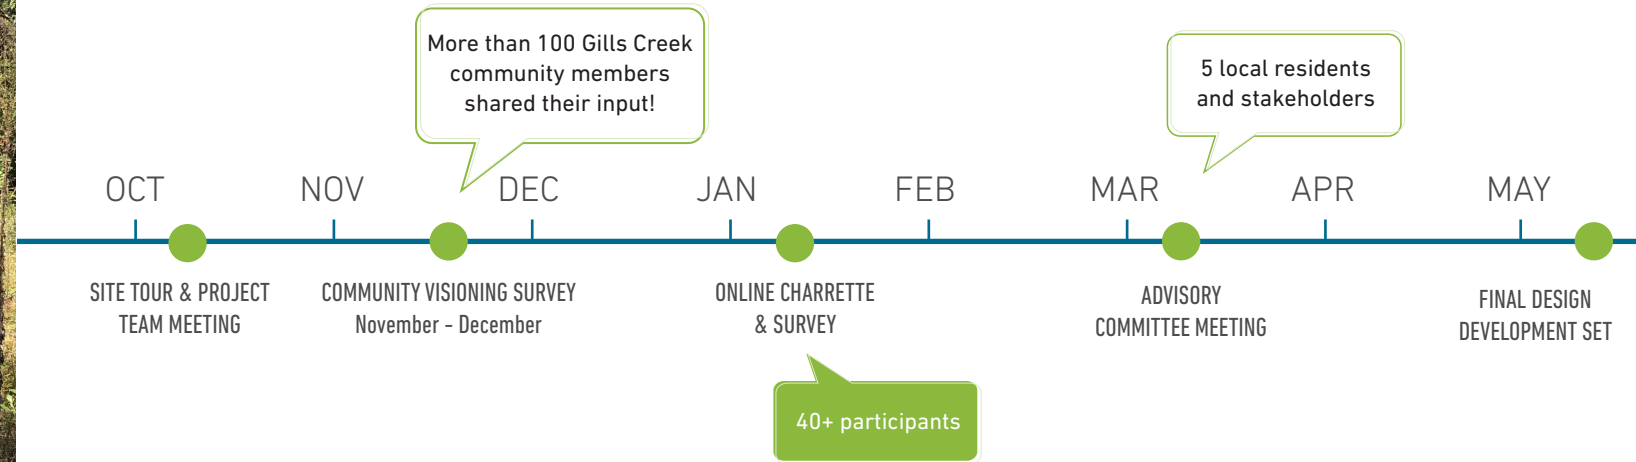 More than 100 Gills Creek
community members
shared their input!
5 local residents
and stakeholders
OCT NOV DEC JAN FEB MAR APR MAY
SITE TOUR & PROJECT
TEAM MEETING
COMMUNITY VISIONING SURVEY
November - December
ONLINE CHARRETTE
& SURVEY
ADVISORY
COMMITTEE MEETING
FINAL DESIGN
DEVELOPMENT SET
40+ participants